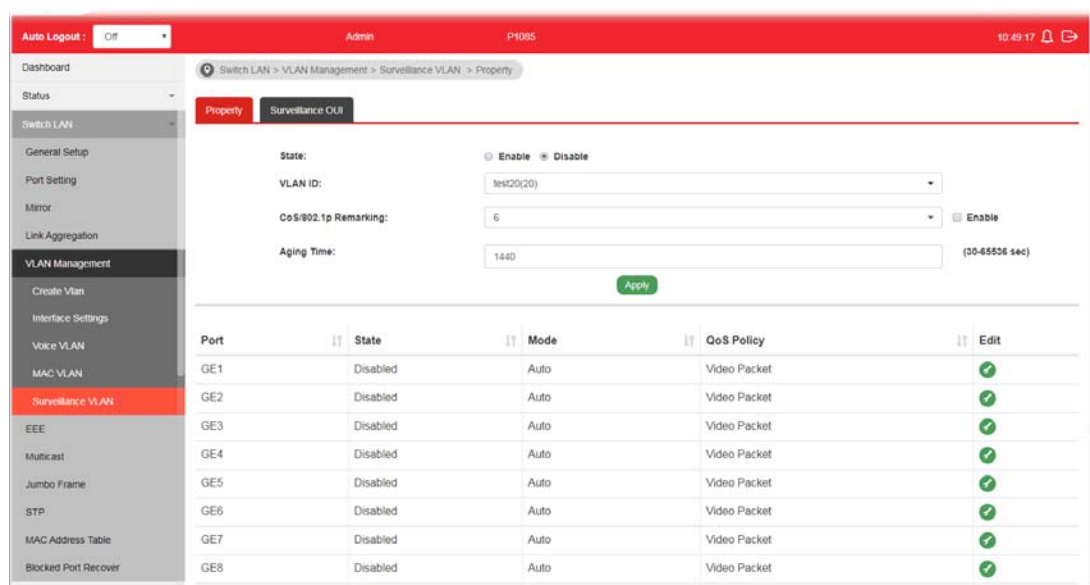 Auto Logout : Off Admin P1085 10:49:17
Dashboard
Status
Switch LAN
General Setup
Port Setting
Mirror
Link Aggregation
VLAN Management
Create Vlan
Interface Settings
Voice VLAN
MAC VLAN
Surveillance VLAN
EEE
Multicast
Jumbo Frame
STP
MAC Address Table
Blocked Port Recover
Switch LAN > VLAN Management > Surveillance VLAN > Property
Property Surveillance OUI
State: Enable Disable
VLAN ID: test20(20)
CoS/802.1p Remarking: 6 Enable
Aging Time: 1440 (30-65536 sec)
Apply
Port State Mode QoS Policy Edit
GE1 Disabled Auto Video Packet
GE2 Disabled Auto Video Packet
GE3 Disabled Auto Video Packet
GE4 Disabled Auto Video Packet
GE5 Disabled Auto Video Packet
GE6 Disabled Auto Video Packet
GE7 Disabled Auto Video Packet
GE8 Disabled Auto Video Packet